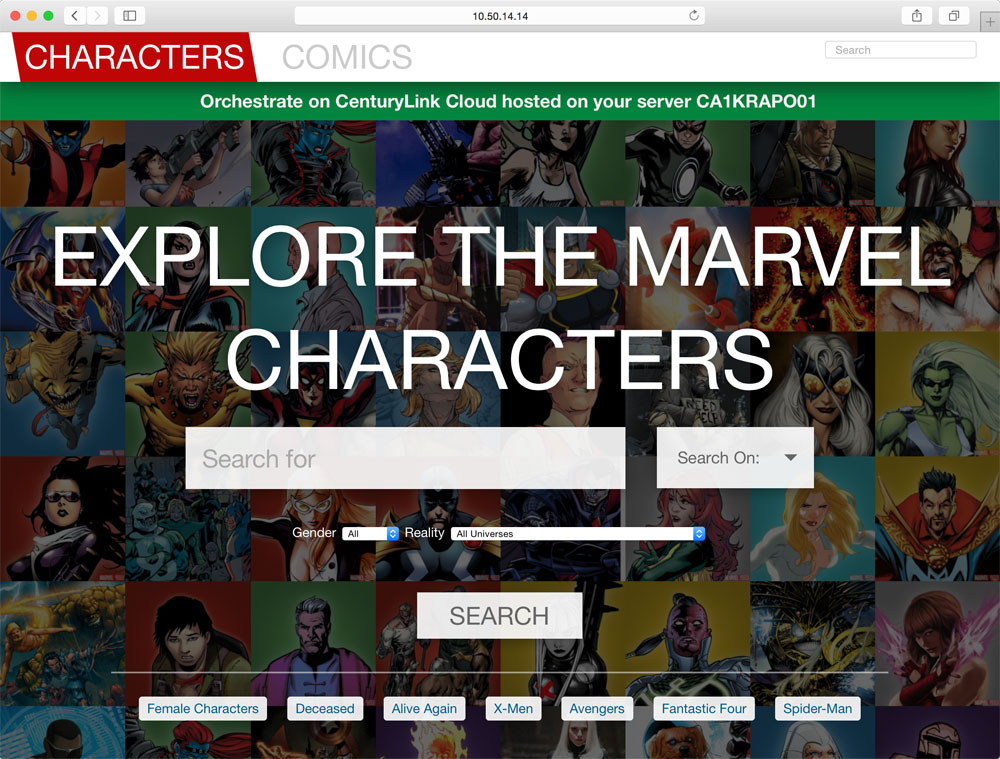 10.50.14.14
CHARACTERS COMICS
Search
Orchestrate on CenturyLink Cloud hosted on your server CA1KRAPO01
EXPLORE THE MARVEL
CHARACTERS
Search for
Search On:
Gender All Reality All Universes
SEARCH
Female Characters Deceased Alive Again X-Men Avengers Fantastic Four Spider-Man